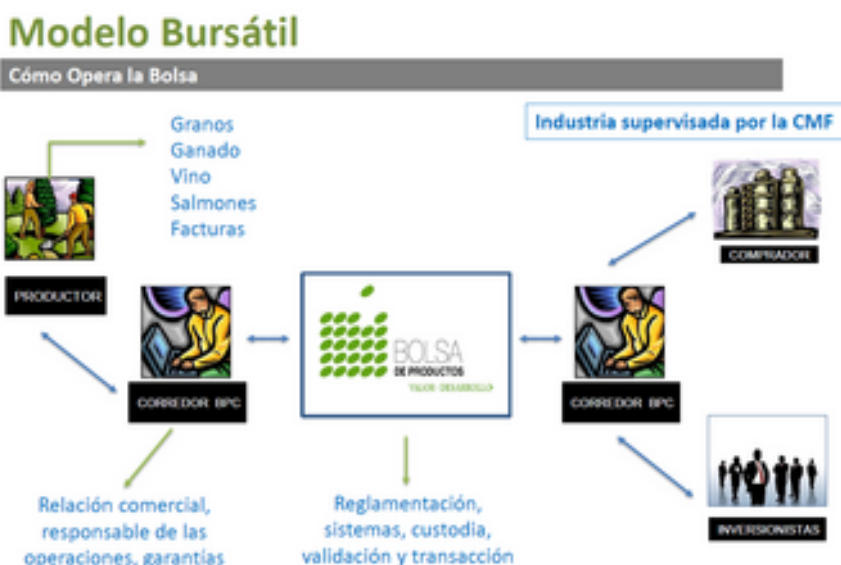 Modelo Bursátil
Cómo Opera la Bolsa
Industria supervisada por la CMF
Granos
Ganado
Vino
Salmones
Facturas
COMPRADOR
PRODUCTOR
BOLSA
DE PRODUCTOS
VALOR · DESARROLLO
CORREDOR BPC
CORREDOR BPC
INVERSIONISTAS
Relación comercial,
responsable de las
operaciones, garantías
Reglamentación,
sistemas, custodia,
validación y transacción